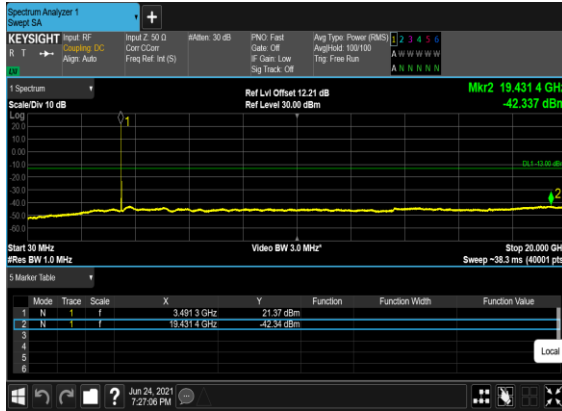 Spectrum Analyzer 1
Swept SA
+
KEYSIGHT Input: RF Input Z: 50 Ω #Atten: 30 dB PNO: Fast Avg Type: Power (RMS) 1 2 3 4 5 6
R T Coupling: DC Corr CCorr Gate: Off Avg|Hold: 100/100 A W W W W W
Align: Auto Freq Ref: Int (S) IF Gain: Low Trig: Free Run
LU Sig Track: Off A N N N N N
1 Spectrum Ref Lvl Offset 12.21 dB Mkr2 19.431 4 GHz
Scale/Div 10 dB Ref Level 30.00 dBm -42.337 dBm
Log
20.0
10.0
0.00
-10.0
-20.0
-30.0
-40.0
-50.0
-60.0
1
DL1 -13.00 dBm
2
Start 30 MHz Video BW 3.0 MHz* Stop 20.000 GHz
#Res BW 1.0 MHz Sweep ~38.3 ms (40001 pts)
5 Marker Table
Mode Trace Scale X Y Function Function Width Function Value
1 N 1 f 3.491 3 GHz 21.37 dBm
2 N 1 f 19.431 4 GHz -42.34 dBm
3
4
5
6
Local
? Jun 24, 2021
7:27:06 PM